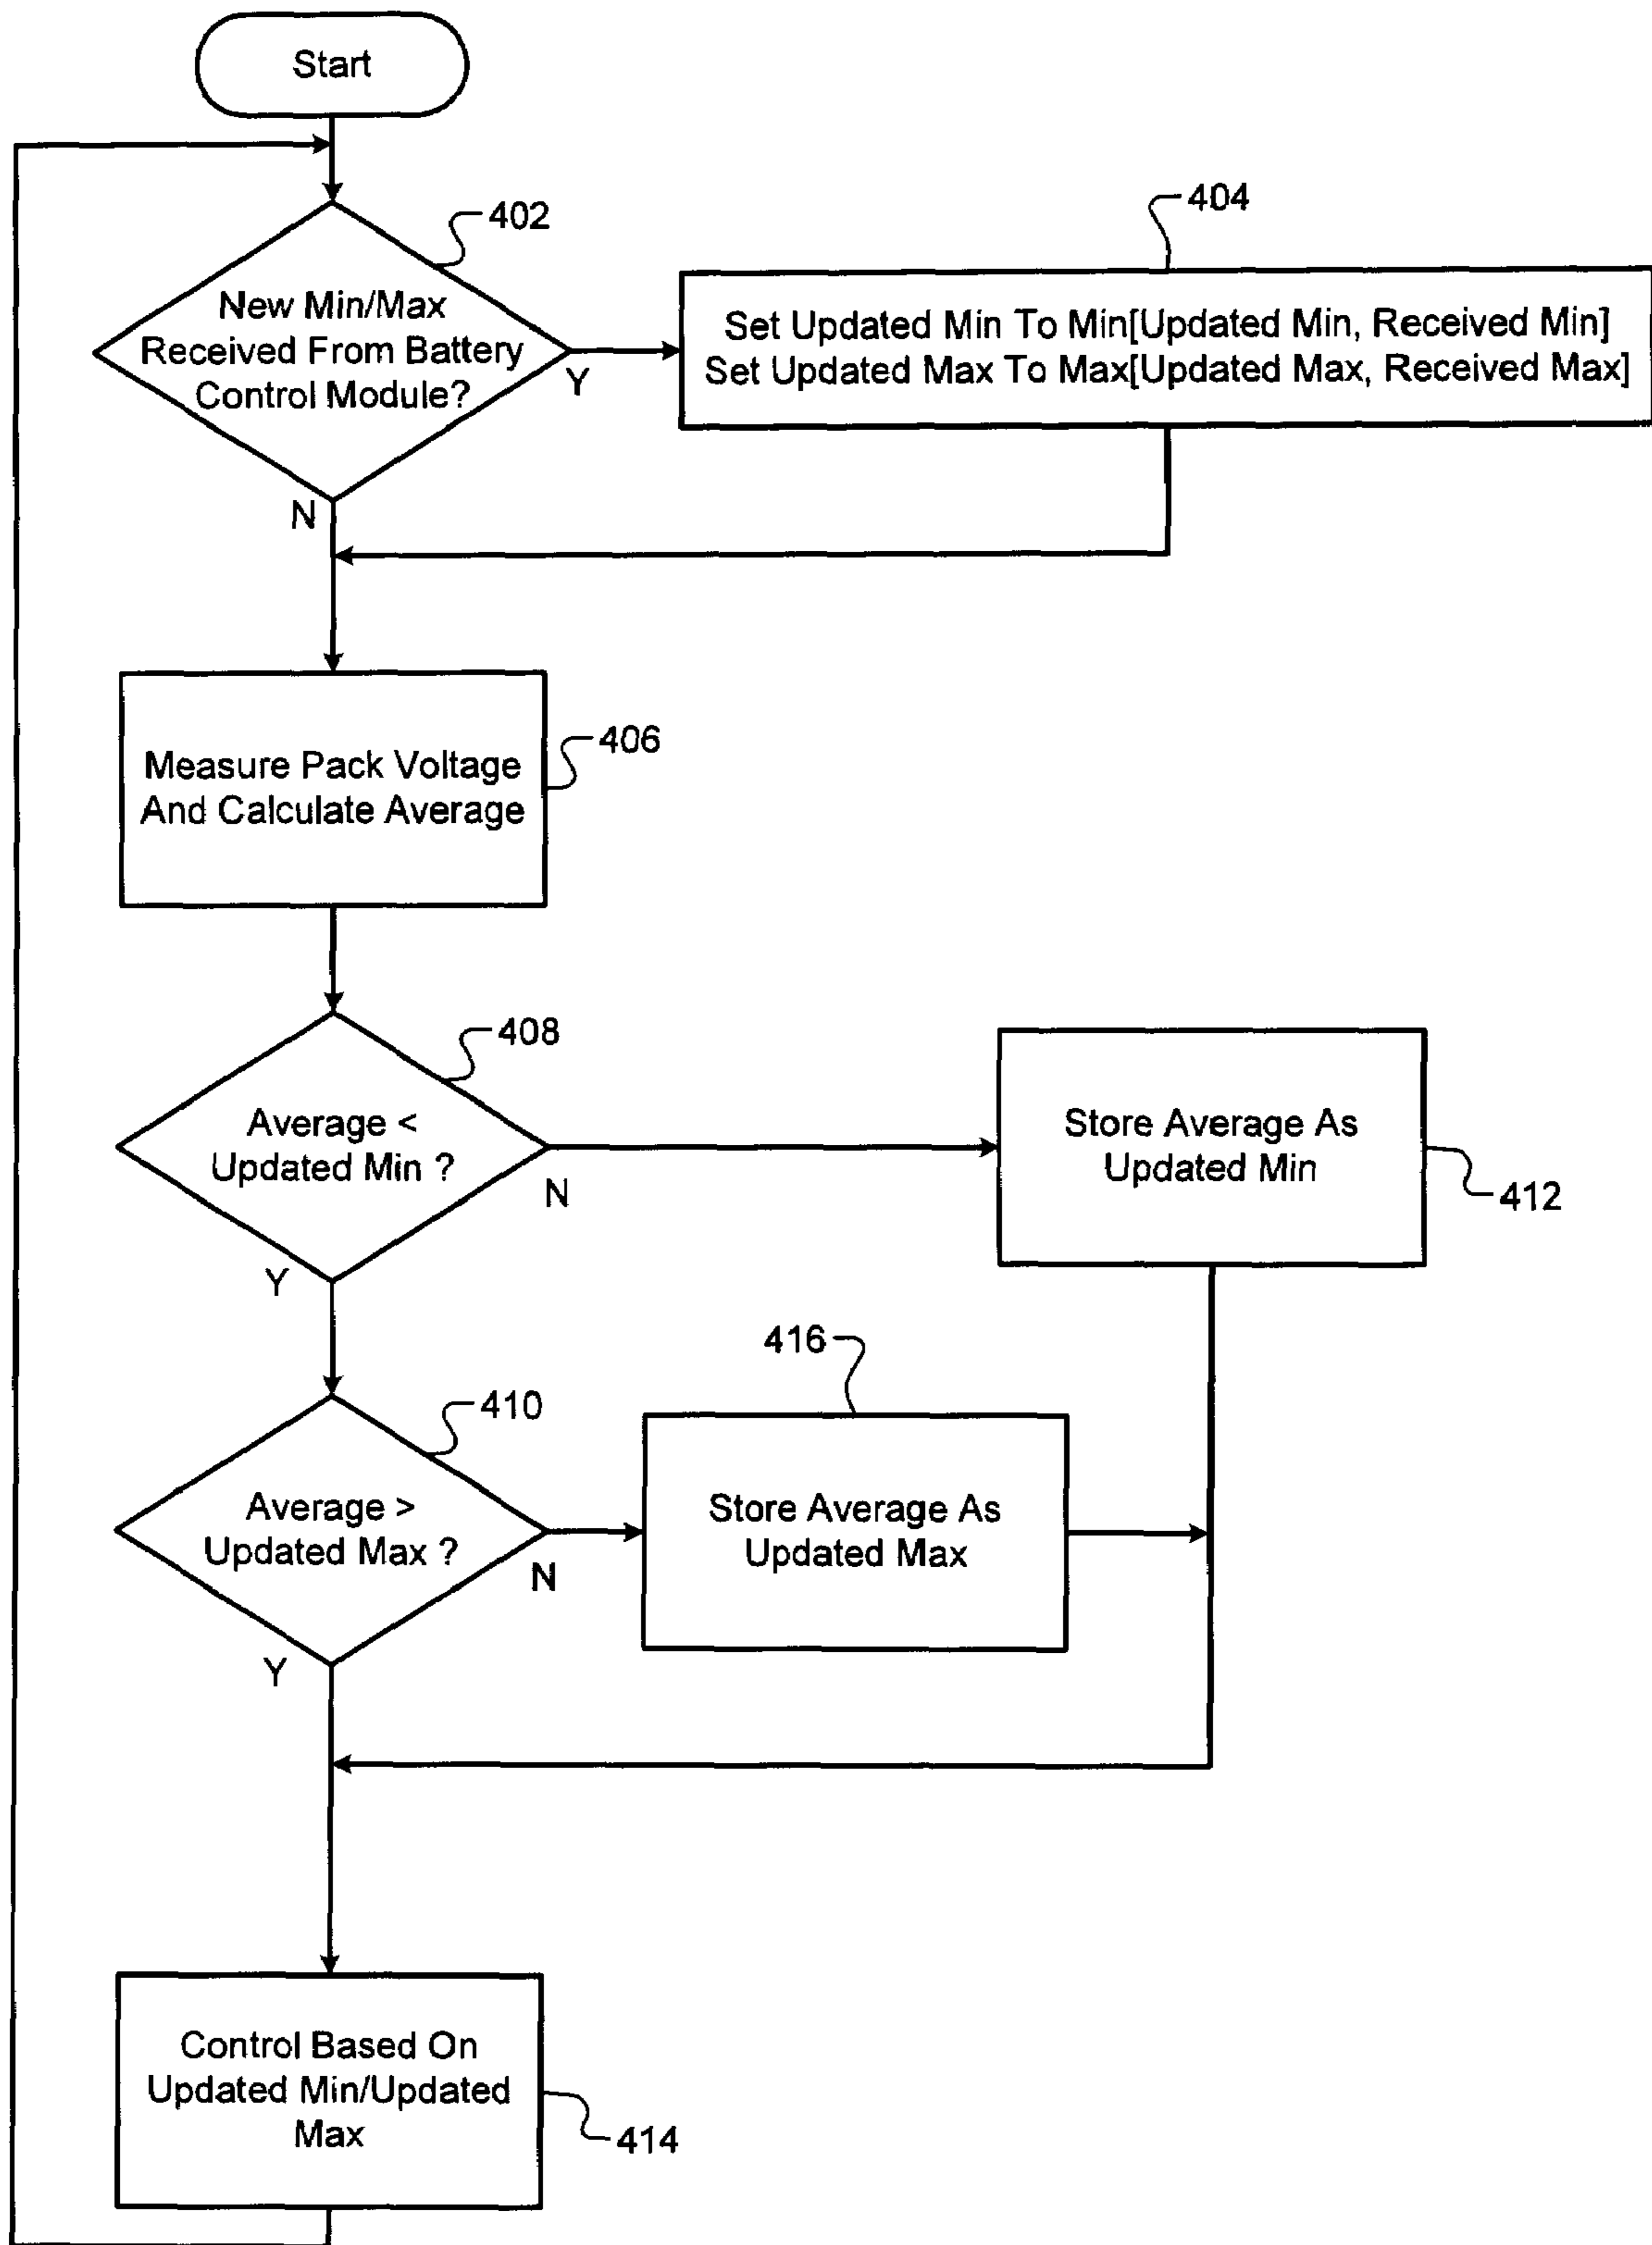 Start
402
New Min/Max
Received From Battery
Control Module?
Y
N
404
Set Updated Min To Min[Updated Min, Received Min]
Set Updated Max To Max[Updated Max, Received Max]
406
Measure Pack Voltage
And Calculate Average
408
Average <
Updated Min ?
N
Y
Store Average As
Updated Min
412
410
Average >
Updated Max ?
N
Y
416
Store Average As
Updated Max
Control Based On
Updated Min/Updated
Max
414